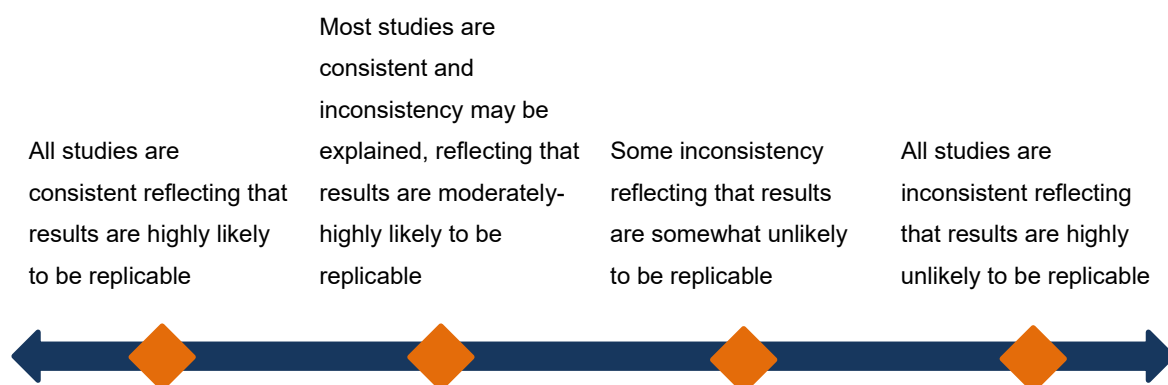 All studies are
consistent reflecting that
results are highly likely
to be replicable
Most studies are
consistent and
inconsistency may be
explained, reflecting that
results are moderately-
highly likely to be
replicable
Some inconsistency
reflecting that results
are somewhat unlikely
to be replicable
All studies are
inconsistent reflecting
that results are highly
unlikely to be replicable